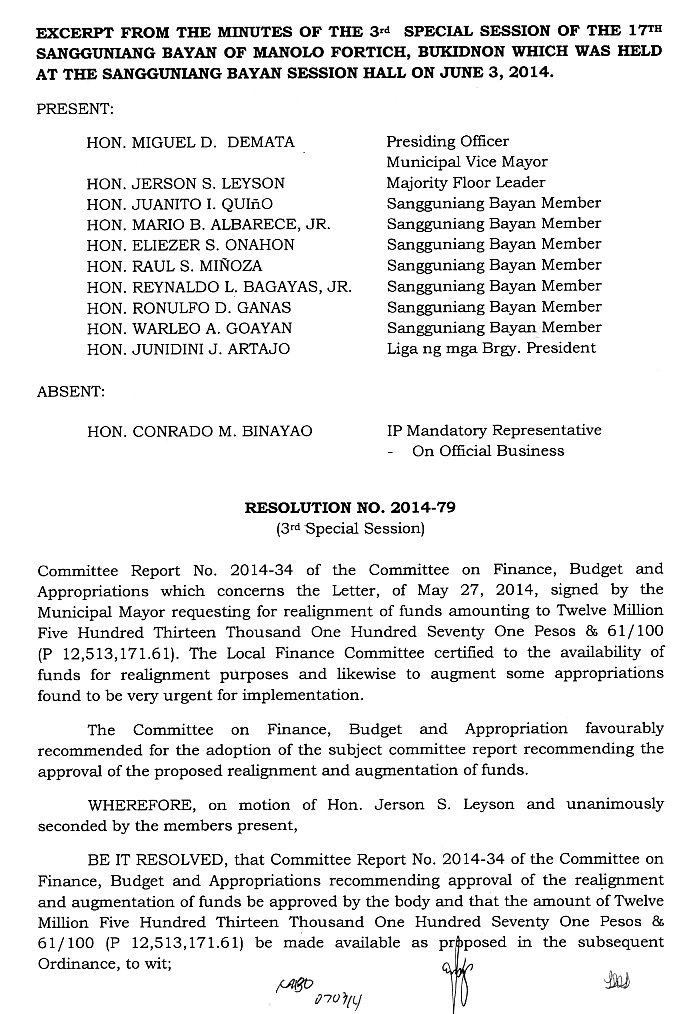 EXCERPT FROM THE MINUTES OF THE 3rd SPECIAL SESSION OF THE 17TH
SANGGUNIANG BAYAN OF MANOLO FORTICH, BUKIDNON WHICH WAS HELD
AT THE SANGGUNIANG BAYAN SESSION HALL ON JUNE 3, 2014.
PRESENT:
HON. MIGUEL D. DEMATA Presiding Officer
Municipal Vice Mayor
HON. JERSON S. LEYSON Majority Floor Leader
HON. JUANITO I. QUIñO Sangguniang Bayan Member
HON. MARIO B. ALBARECE, JR. Sangguniang Bayan Member
HON. ELIEZER S. ONAHON Sangguniang Bayan Member
HON. RAUL S. MIÑOZA Sangguniang Bayan Member
HON. REYNALDO L. BAGAYAS, JR. Sangguniang Bayan Member
HON. RONULFO D. GANAS Sangguniang Bayan Member
HON. WARLEO A. GOAYAN Sangguniang Bayan Member
HON. JUNIDINI J. ARTAJO Liga ng mga Brgy. President
ABSENT:
HON. CONRADO M. BINAYAO IP Mandatory Representative
- On Official Business
RESOLUTION NO. 2014-79
(3rd Special Session)
Committee Report No. 2014-34 of the Committee on Finance, Budget and
Appropriations which concerns the Letter, of May 27, 2014, signed by the
Municipal Mayor requesting for realignment of funds amounting to Twelve Million
Five Hundred Thirteen Thousand One Hundred Seventy One Pesos & 61/100
(P 12,513,171.61). The Local Finance Committee certified to the availability of
funds for realignment purposes and likewise to augment some appropriations
found to be very urgent for implementation.
The Committee on Finance, Budget and Appropriation favourably
recommended for the adoption of the subject committee report recommending the
approval of the proposed realignment and augmentation of funds.
WHEREFORE, on motion of Hon. Jerson S. Leyson and unanimously
seconded by the members present,
BE IT RESOLVED, that Committee Report No. 2014-34 of the Committee on
Finance, Budget and Appropriations recommending approval of the realignment
and augmentation of funds be approved by the body and that the amount of Twelve
Million Five Hundred Thirteen Thousand One Hundred Seventy One Pesos &
61/100 (P 12,513,171.61) be made available as proposed in the subsequent
Ordinance, to wit;